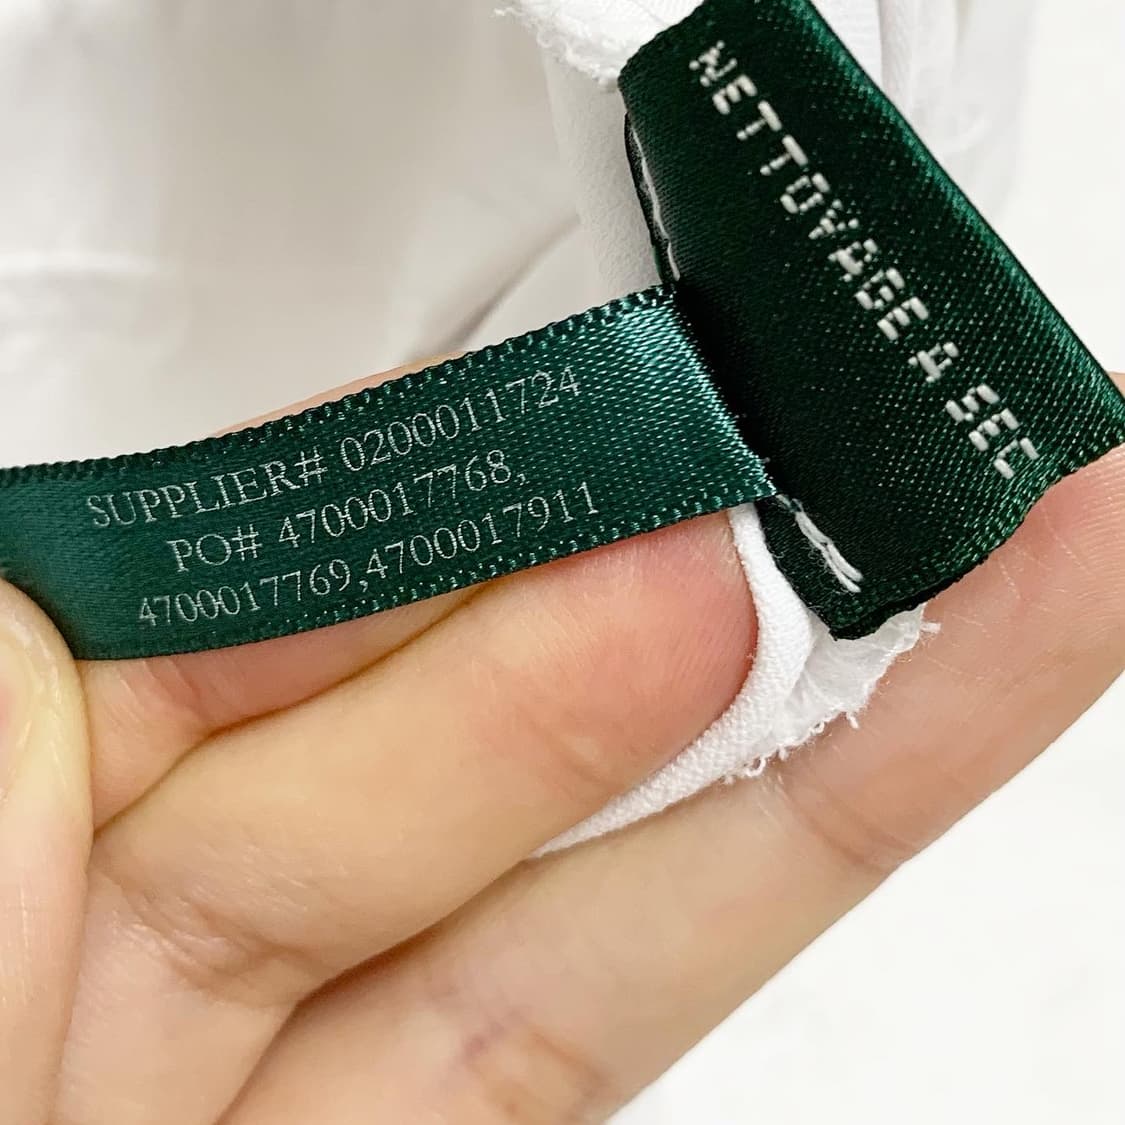 NETTOYAGE A SEC
SUPPLIER# 0200011724
PO# 4700017768,
4700017769,4700017911